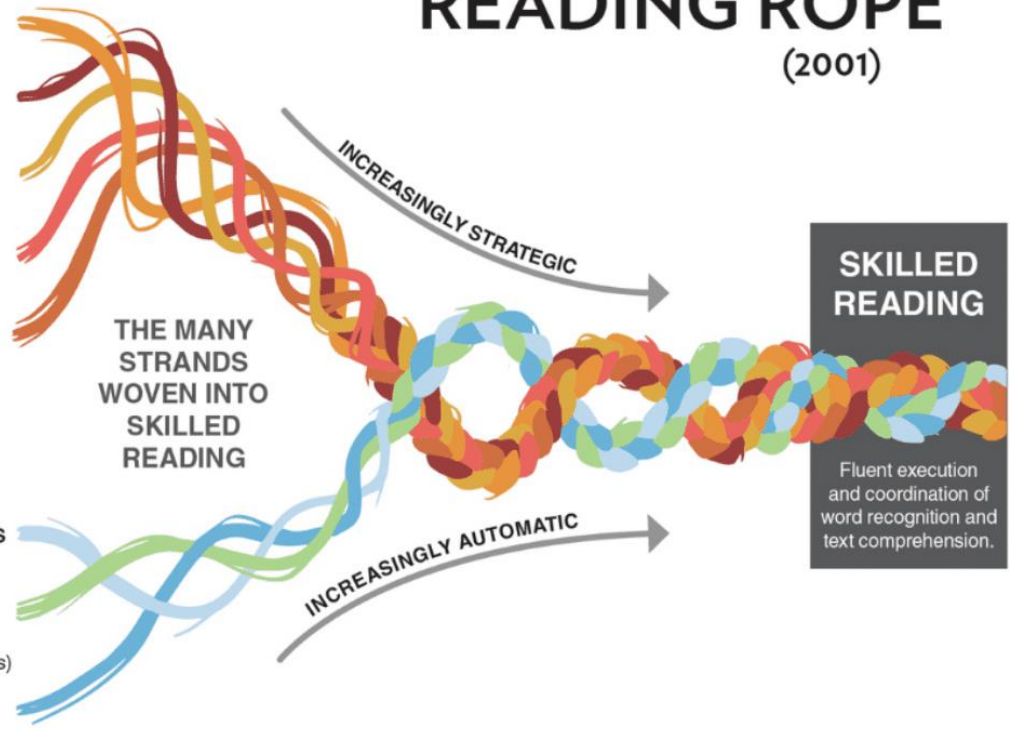 READING ROPE
(2001)
INCREASINGLY STRATEGIC
SKILLED
READING
THE MANY
STRANDS
WOVEN INTO
SKILLED
READING
Fluent execution
and coordination of
word recognition and
text comprehension.
INCREASINGLY AUTOMATIC
s
s)